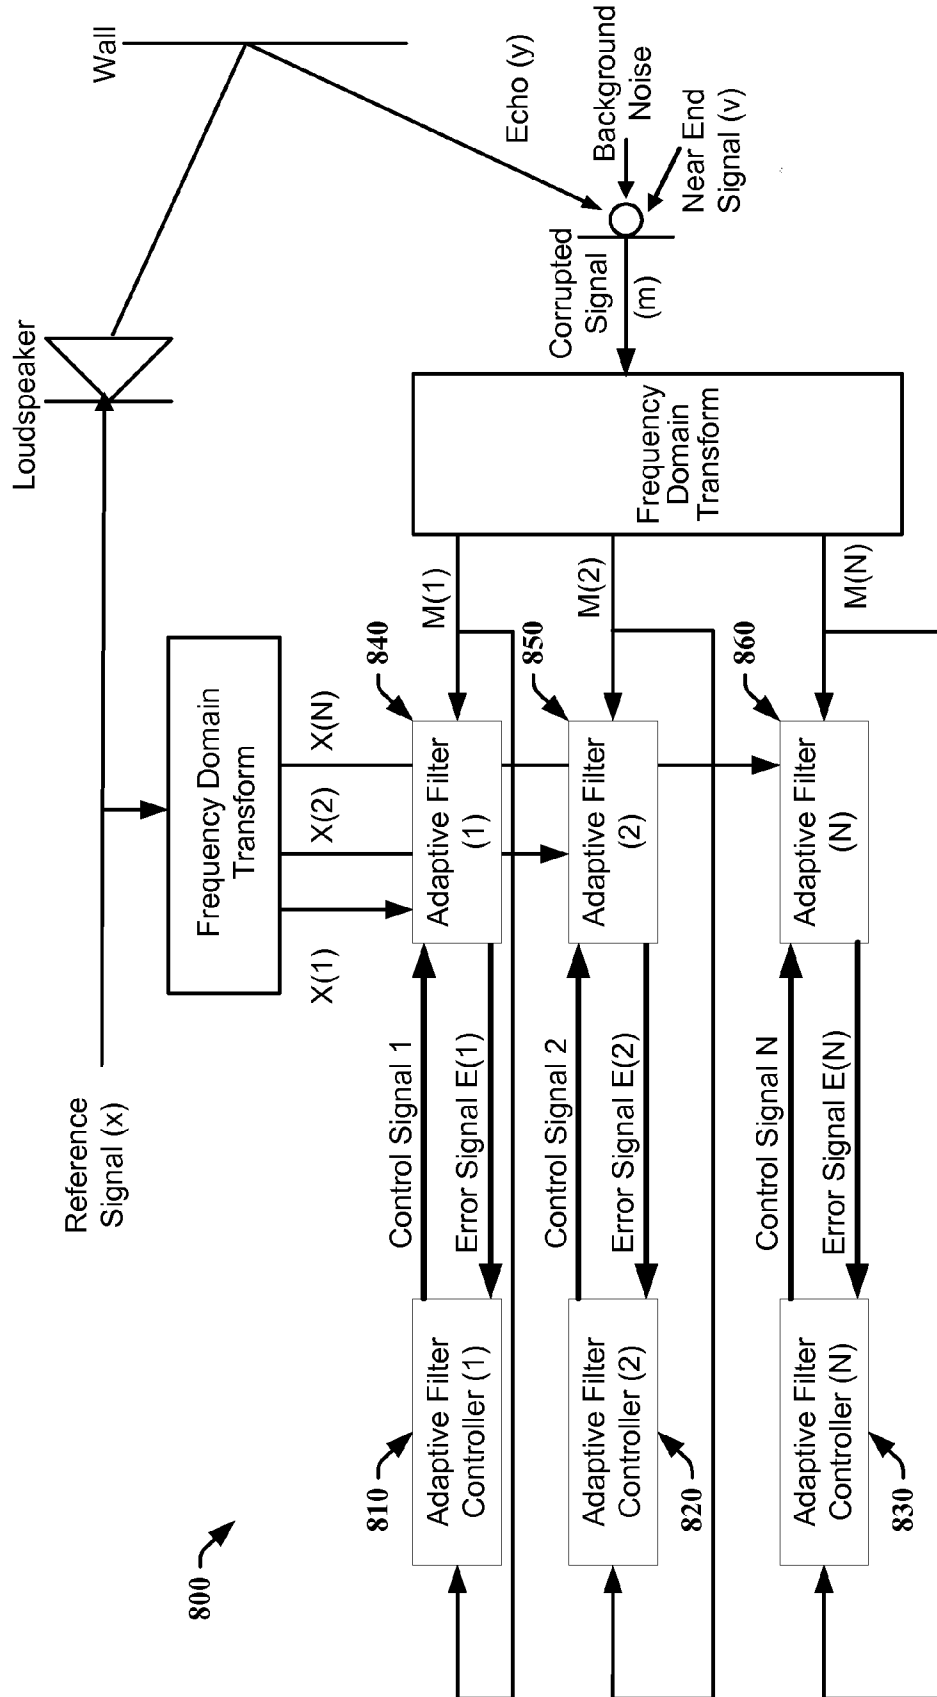 800
Reference
Signal (x)
Loudspeaker
Wall
Frequency Domain
Transform
X(1)
X(2)
X(N)
Echo (y)
Background
Noise
Near End
Signal (v)
Corrupted
Signal
(m)
Frequency
Domain
Transform
M(1)
M(2)
M(N)
810
Adaptive Filter
Controller (1)
Control Signal 1
Error Signal E(1)
840
Adaptive Filter
(1)
Adaptive Filter
Controller (2)
820
Control Signal 2
Error Signal E(2)
850
Adaptive Filter
(2)
Adaptive Filter
Controller (N)
830
Control Signal N
Error Signal E(N)
860
Adaptive Filter
(N)